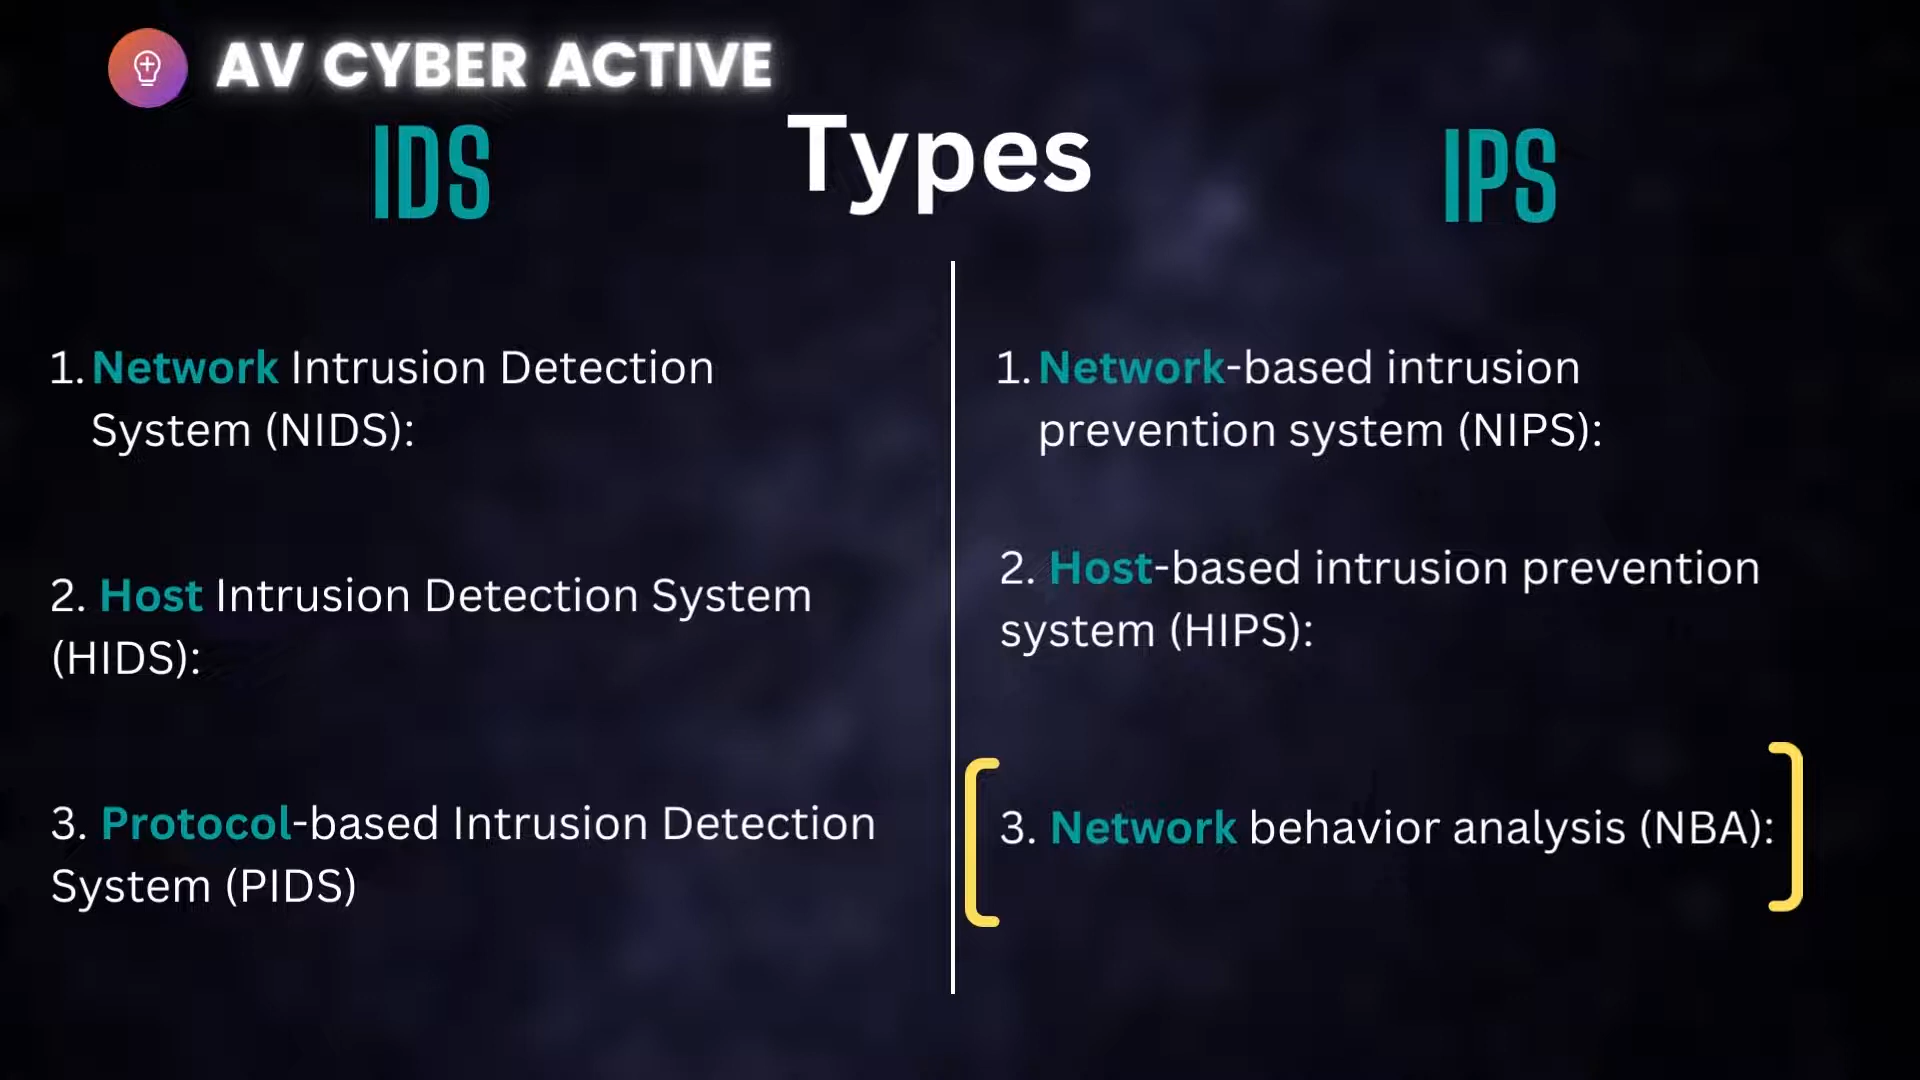 AV CYBER ACTIVE
IDS
Types
IPS
1. Network Intrusion Detection
System (NIDS):
2. Host Intrusion Detection System
(HIDS):
3. Protocol-based Intrusion Detection
System (PIDS)
1. Network-based intrusion
prevention system (NIPS):
2. Host-based intrusion prevention
system (HIPS):
3. Network behavior analysis (NBA):